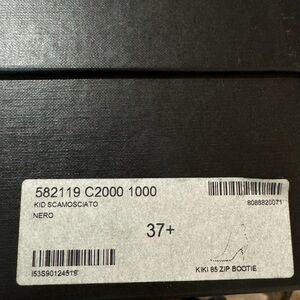 582119 C2000 1000
KID SCAMOSCIATO
NERO
8088820071
37+
I53S90124519
KIKI 85 ZIP BOOTIE